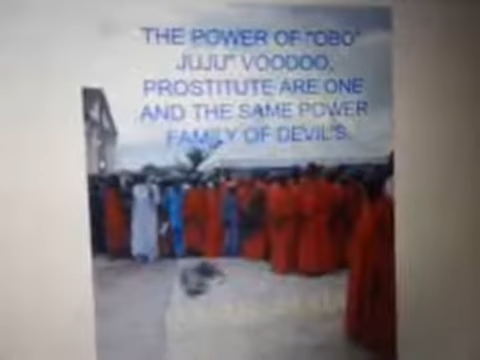 THE POWER OF "OBO"
JUJU" VOODOO,
PROSTITUTE ARE ONE
AND THE SAME POWER
FAMILY OF DEVIL'S.